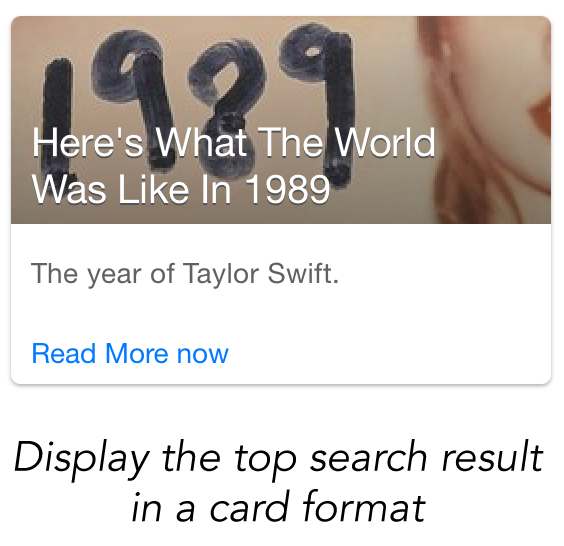 1989
Here's What The World
Was Like In 1989
The year of Taylor Swift.
Read More now
Display the top search result
in a card format